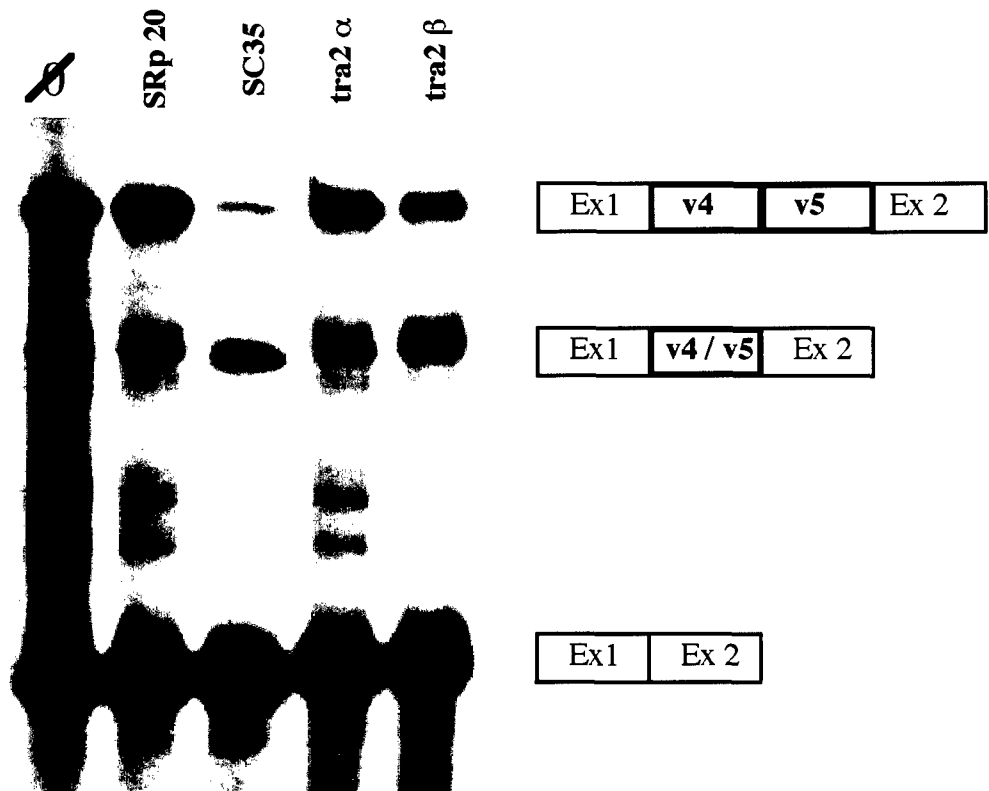 Ø
SRp 20
SC35
tra2 α
tra2 β
Ex1 v4 v5 Ex 2
Ex1 v4 / v5 Ex 2
Ex1 Ex 2